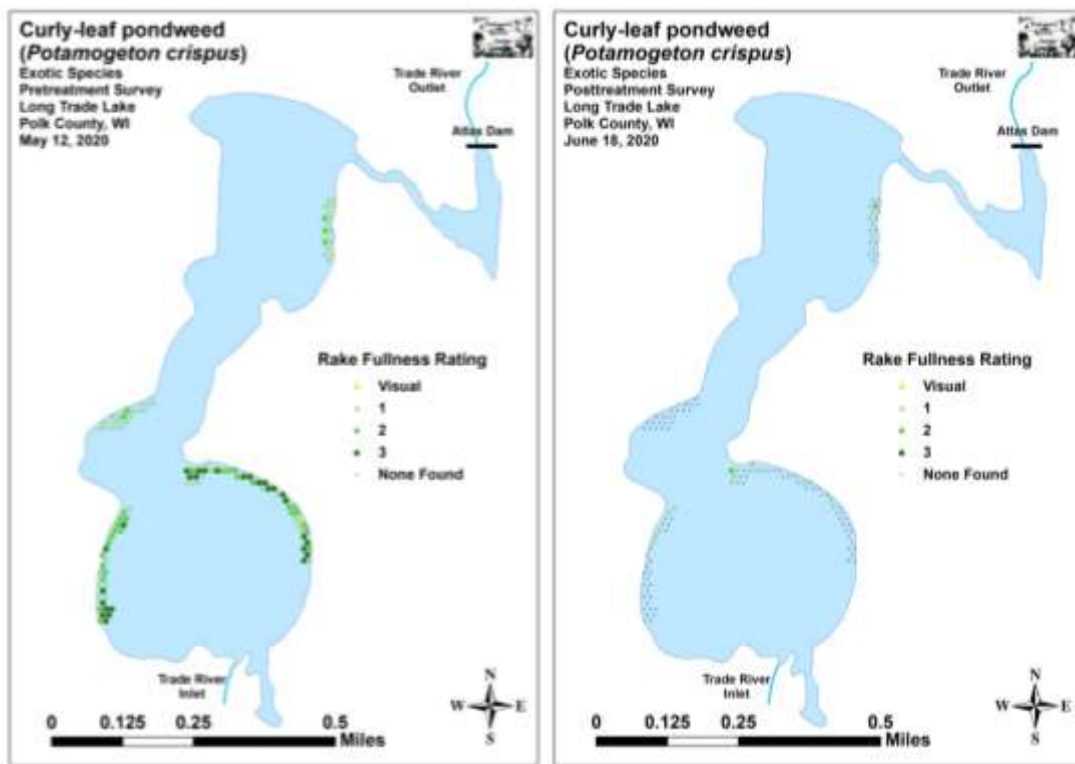 Curly-leaf pondweed
(Potamogeton crispus)
Exotic Species
Pretreatment Survey
Long Trade Lake
Polk County, WI
May 12, 2020
Trade River
Outlet
Atlas Dam
Rake Fullness Rating
Visual
1
2
3
None Found
Trade River
Inlet
N
W E
S
0 0.125 0.25 0.5
Miles
Curly-leaf pondweed
(Potamogeton crispus)
Exotic Species
Posttreatment Survey
Long Trade Lake
Polk County, WI
June 18, 2020
Trade River
Outlet
Atlas Dam
Rake Fullness Rating
Visual
1
2
3
None Found
Trade River
Inlet
N
W E
S
0 0.125 0.25 0.5
Miles